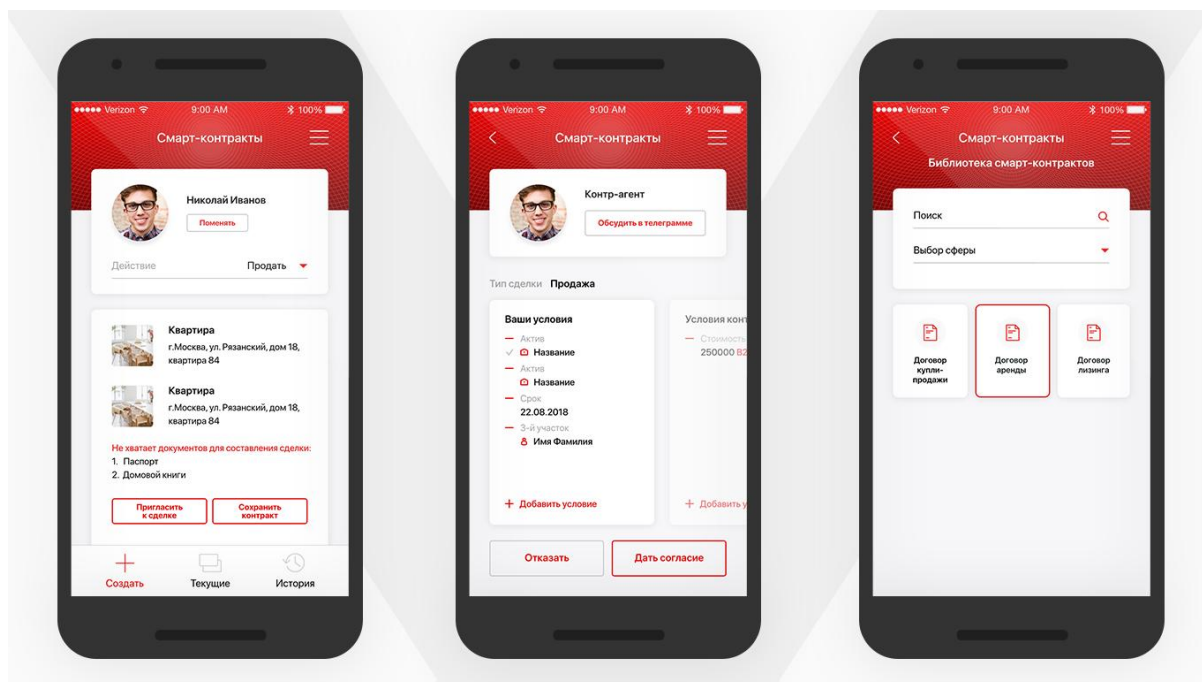 Verizon 9:00 AM 100%
Смарт-контракты
Николай Иванов
Поменять
Действие Продать
Квартира
г.Москва, ул. Рязанский, дом 18,
квартира 84
Квартира
г.Москва, ул. Рязанский, дом 18,
квартира 84
Не хватает документов для составления сделки:
1. Паспорт
2. Домовой книги
Пригласить
к сделке
Сохранить
контракт
Создать Текущие История
Verizon 9:00 AM 100%
Смарт-контракты
Контр-агент
Обсудить в телеграмме
Тип сделки Продажа
Ваши условия
Актив
Название
Актив
Название
Срок
22.08.2018
3-й участок
Имя Фамилия
+ Добавить условие
Условия конт
Стоимость
250000 B2
+ Добавить у
Отказать Дать согласие
Verizon 9:00 AM 100%
Смарт-контракты
Библиотека смарт-контрактов
Поиск
Выбор сферы
Договор
купли-
продажи
Договор
аренды
Договор
лизинга